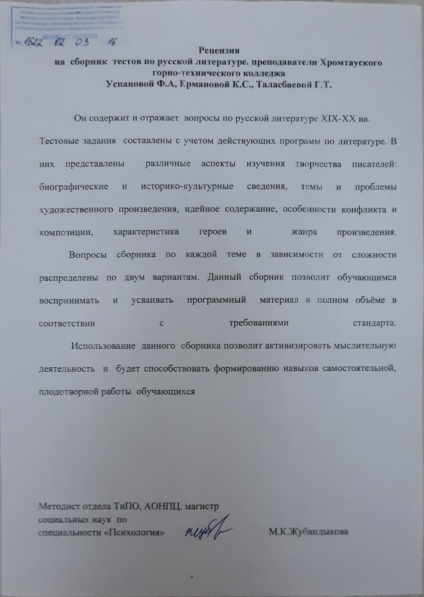 № 1522 12 03 18
Рецензия
на сборник тестов по русской литературе. преподаватели Хромтауского
горно-технического колледжа
Успановой Ф.А, Ермановой К.С., Таласбаевой Г.Т.
Он содержит и отражает вопросы по русской литературе XIX-XX вв.
Тестовые задания составлены с учетом действующих программ по литературе. В
них представлены различные аспекты изучения творчества писателей:
биографические и историко-культурные сведения, темы и проблемы
художественного произведения, идейное содержание, особенности конфликта и
композиции, характеристика героев и жанра произведения.
Вопросы сборника по каждой теме в зависимости от сложности
распределены по двум вариантам. Данный сборник позволит обучающимся
воспринимать и усваивать программный материал в полном объёме в
соответствии с требованиями стандарта.
Использование данного сборника позволит активизировать мыслительную
деятельность и будет способствовать формированию навыков самостоятельной,
плодотворной работы обучающихся
Методист отдела ТиПО, АОНПЦ, магистр
социальных наук по
специальности «Психология» М.К.Жубандыкова